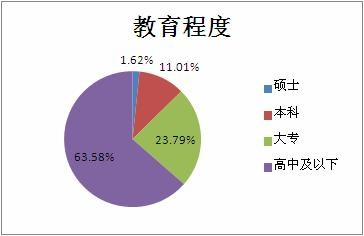 教育程度
1.62%
11.01%
23.79%
63.58%
硕士
本科
大专
高中及以下